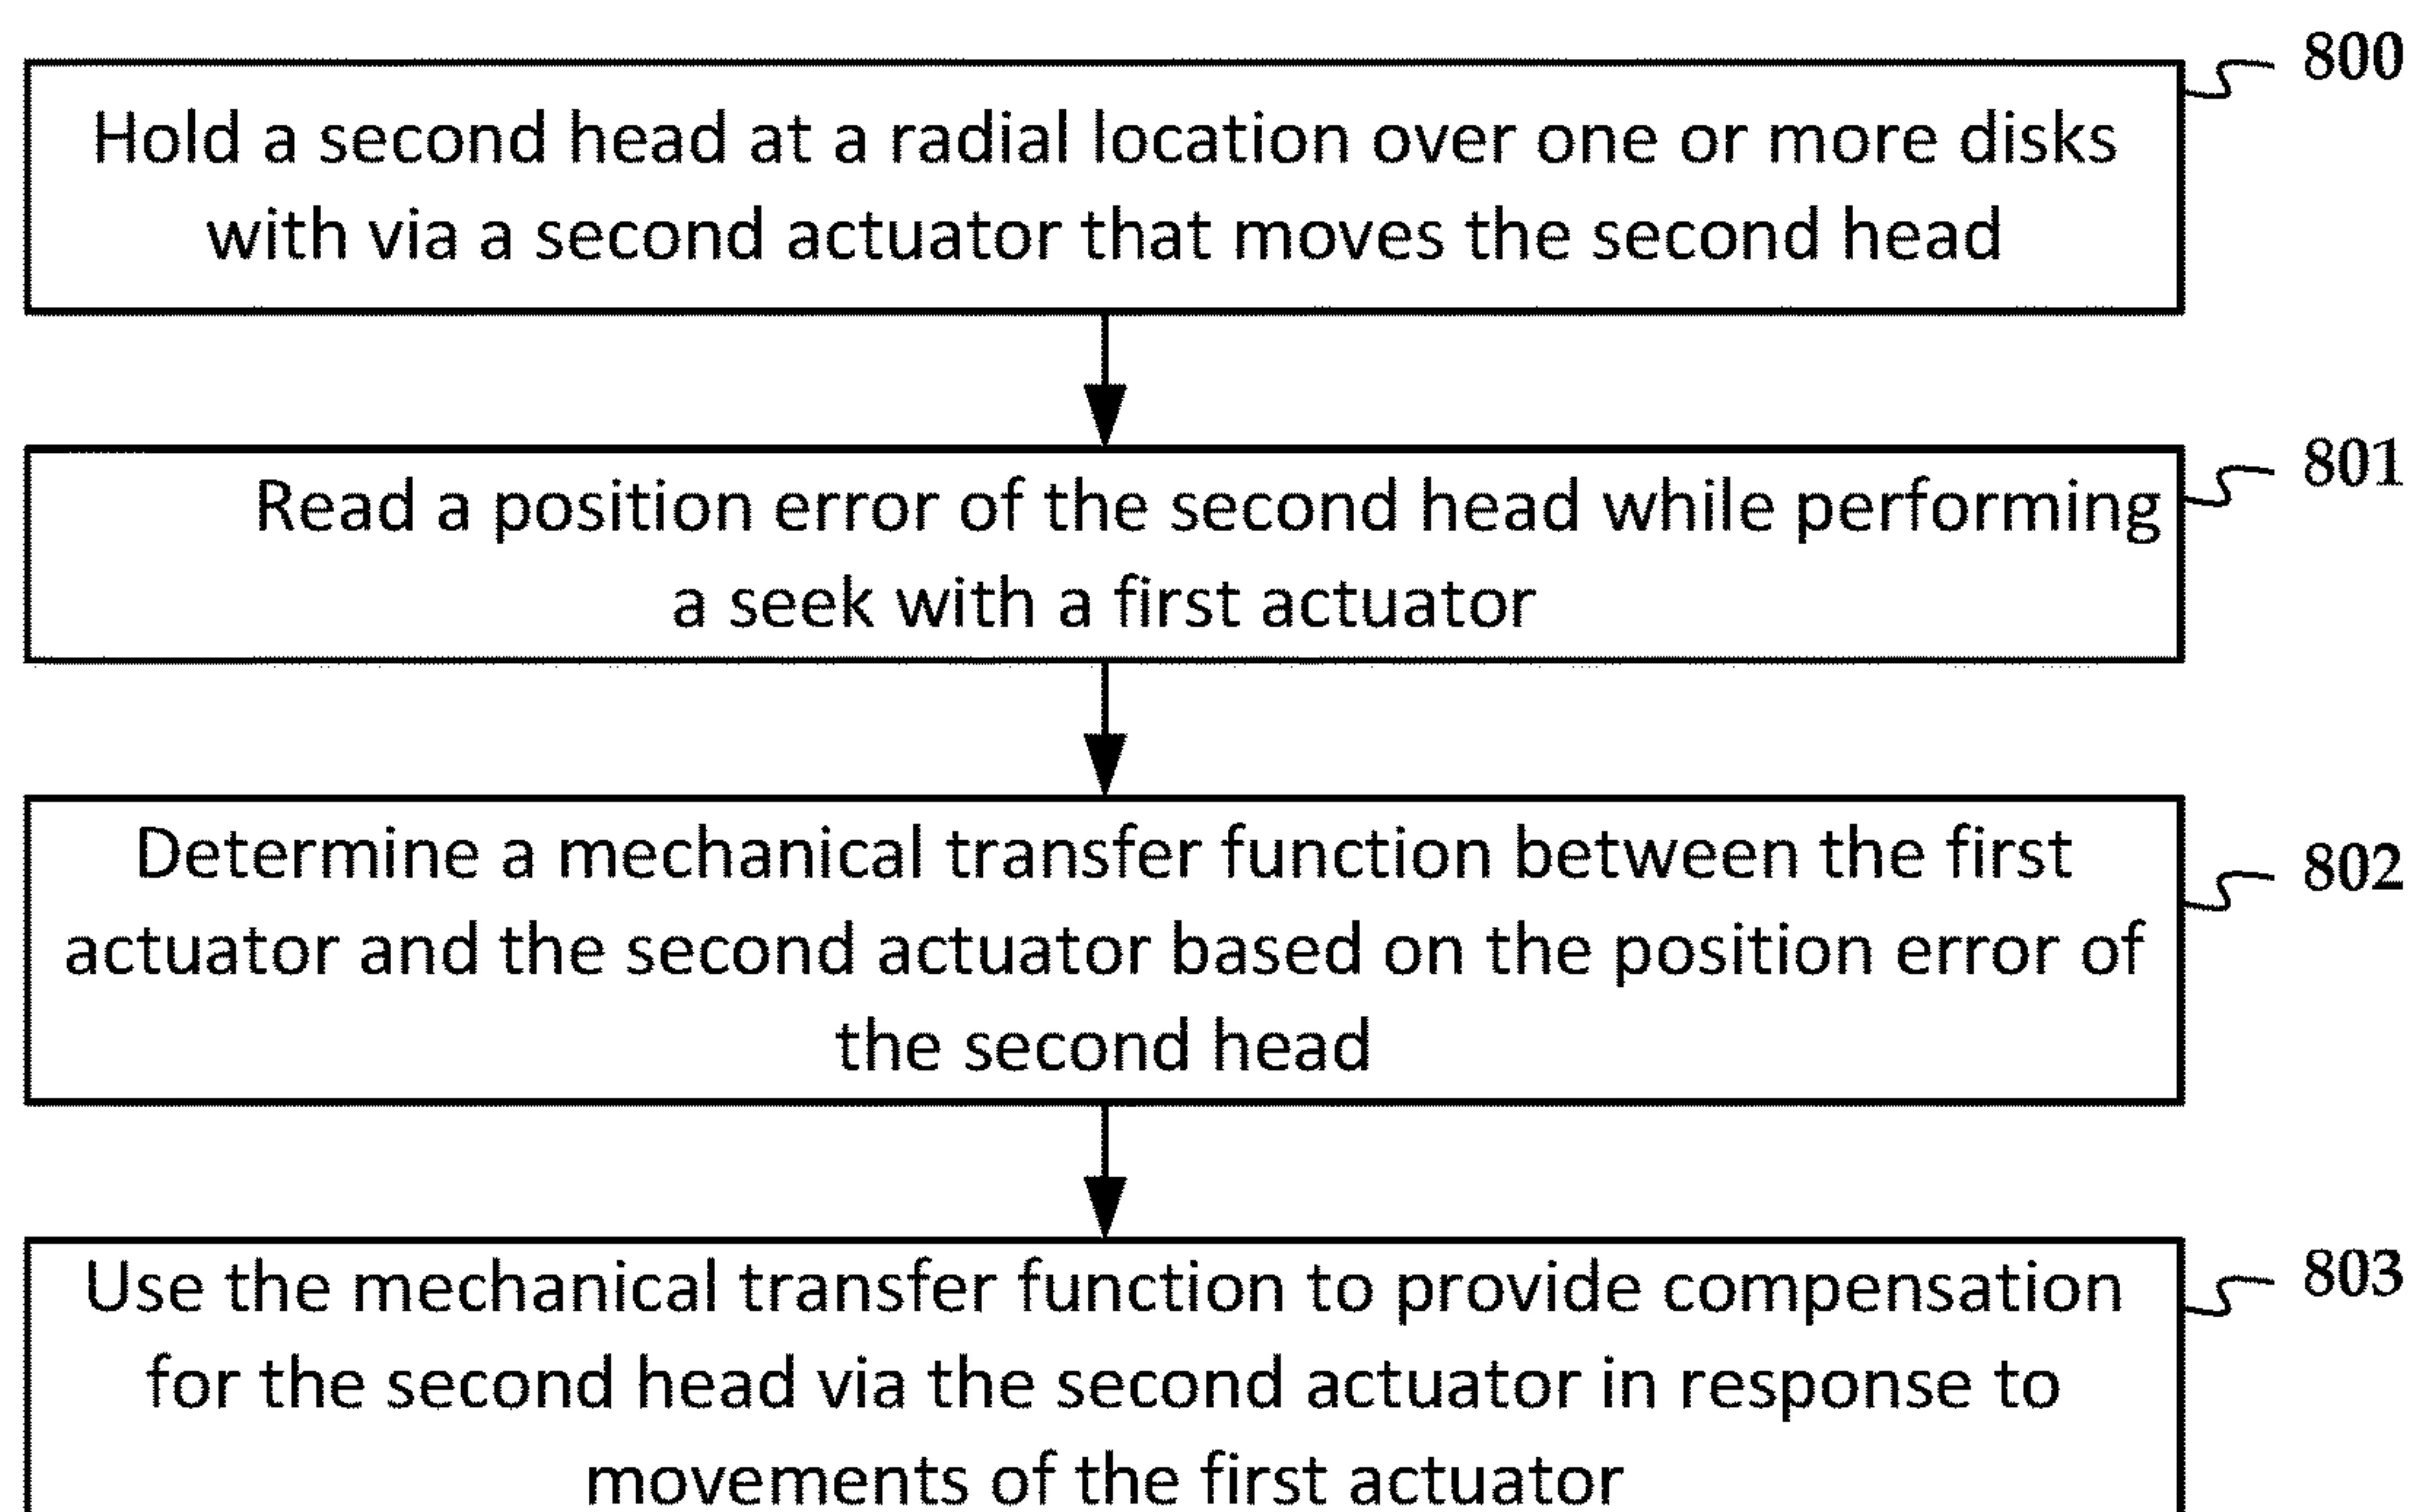 800
Hold a second head at a radial location over one or more disks
with via a second actuator that moves the second head
801
Read a position error of the second head while performing
a seek with a first actuator
802
Determine a mechanical transfer function between the first
actuator and the second actuator based on the position error of
the second head
803
Use the mechanical transfer function to provide compensation
for the second head via the second actuator in response to
movements of the first actuator